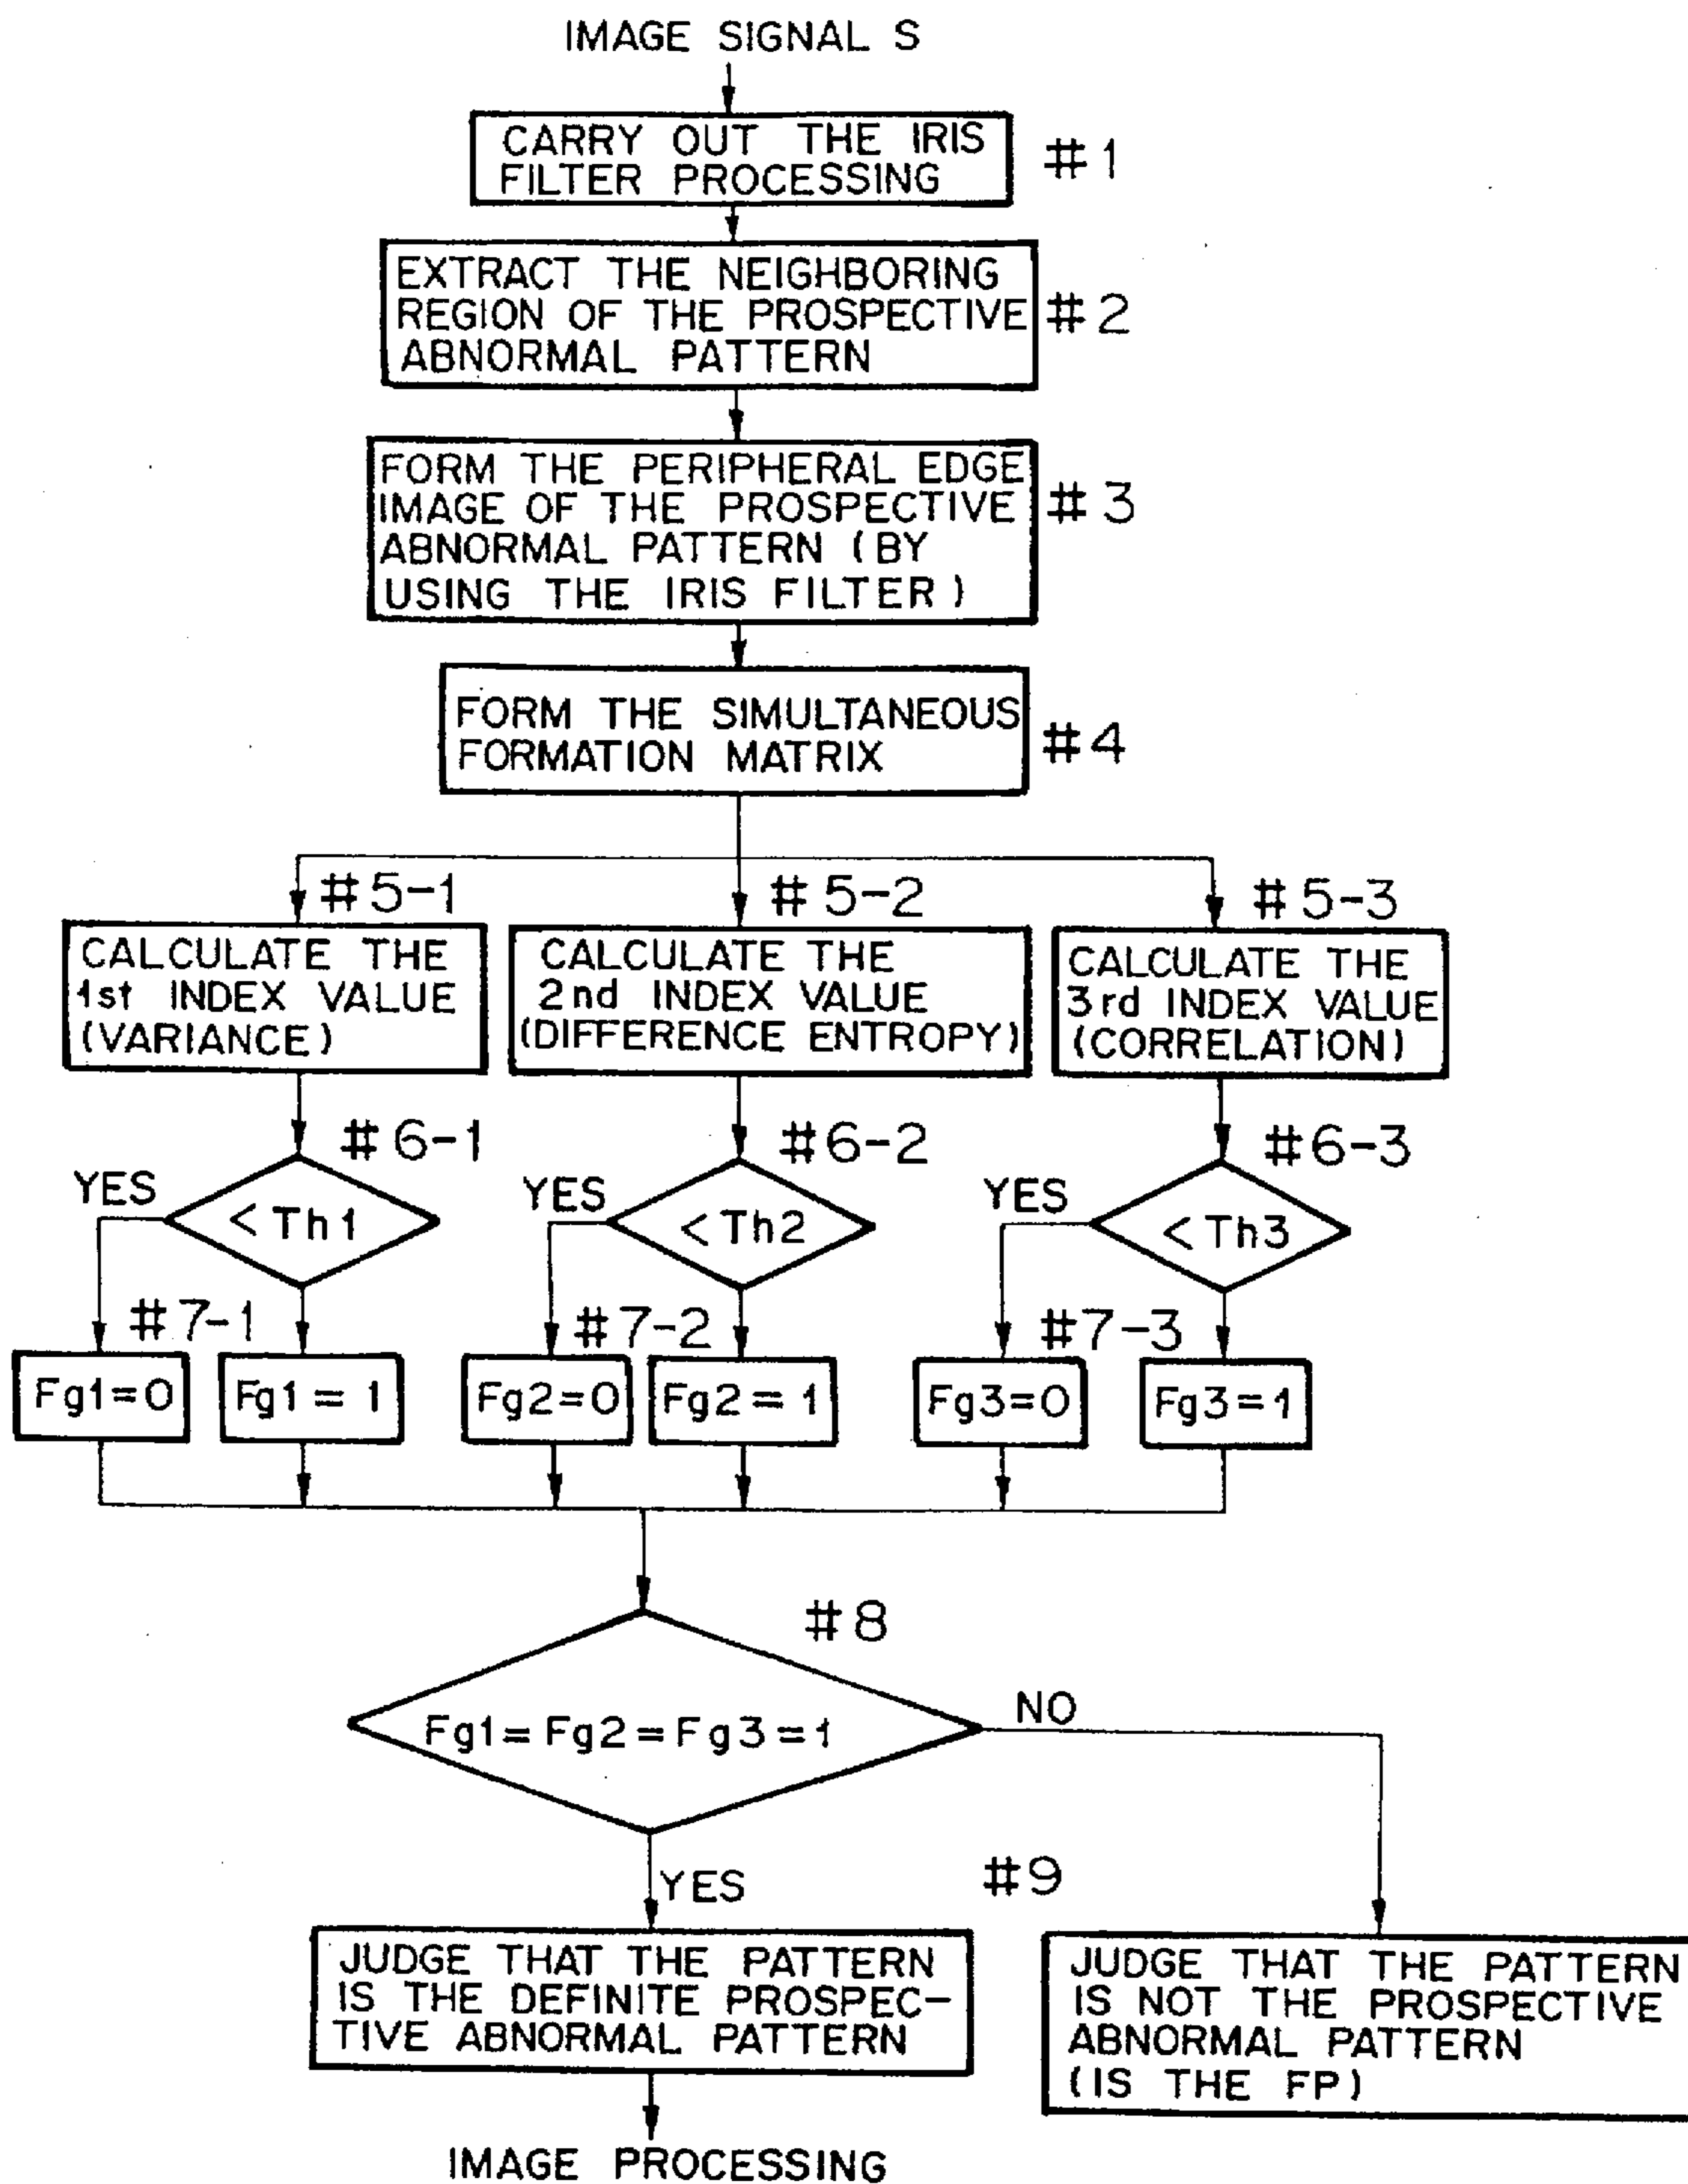 IMAGE SIGNAL S
CARRY OUT THE IRIS
FILTER PROCESSING
#1
EXTRACT THE NEIGHBORING
REGION OF THE PROSPECTIVE
ABNORMAL PATTERN
#2
FORM THE PERIPHERAL EDGE
IMAGE OF THE PROSPECTIVE
ABNORMAL PATTERN (BY
USING THE IRIS FILTER)
#3
FORM THE SIMULTANEOUS
FORMATION MATRIX
#4
#5-1
CALCULATE THE
1st INDEX VALUE
(VARIANCE)
#5-2
CALCULATE THE
2nd INDEX VALUE
(DIFFERENCE ENTROPY)
#5-3
CALCULATE THE
3rd INDEX VALUE
(CORRELATION)
#6-1
YES
<Th1
#6-2
YES
<Th2
#6-3
YES
<Th3
#7-1
Fg1=0
Fg1=1
#7-2
Fg2=0
Fg2=1
#7-3
Fg3=0
Fg3=1
#8
Fg1=Fg2=Fg3=1
NO
YES
#9
JUDGE THAT THE PATTERN
IS THE DEFINITE PROSPEC-
TIVE ABNORMAL PATTERN
JUDGE THAT THE PATTERN
IS NOT THE PROSPECTIVE
ABNORMAL PATTERN
(IS THE FP)
IMAGE PROCESSING